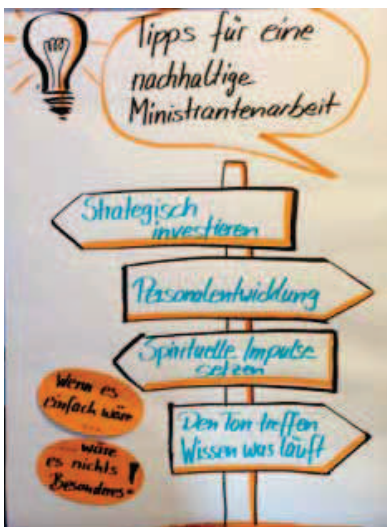 Tipps für eine
nachhaltige
Ministrantenarbeit
Strategisch
investieren
Personalentwicklung
Spirituelle Impulse
setzen
Den Ton treffen
Wissen was läuft
Wenn es
einfach wäre
...
... wäre
es nichts
Besonderes!